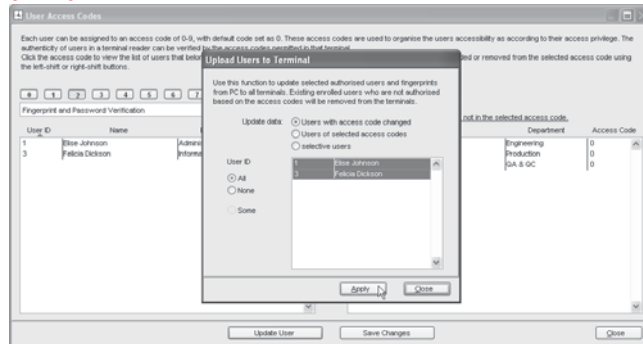 User Access Codes
Each user can be assigned to an access code of 0-9, with default code set as 0. These access codes are used to organise the users accessibility as according to their access privilege. The
authenticity of users in a terminal reader can be verified by the access codes permitted in that terminal.
Click the access code to view the list of users that belon
ded or removed from the selected access code using
the left-shift or right-shift buttons.
0 1 2 3 4 5 6 7
Fingerprint and Password Verification
not in the selected access code.
User ID Name
Department Access Code
1 Elise Johnson Adminis
3 Felicia Dickson Informa
Engineering 0
Production 0
QA & QC 0
Upload Users to Terminal
Use this function to update selected authorised users and fingerprints
from PC to all terminals. Existing enrolled users who are not authorised
based on the access codes will be removed from the terminals.
Update data: Users with access code changed
Users of selected access codes
selective users
User ID
All
None
Some
1 Elise Johnson
3 Felicia Dickson
Apply Close
Update User Save Changes Close